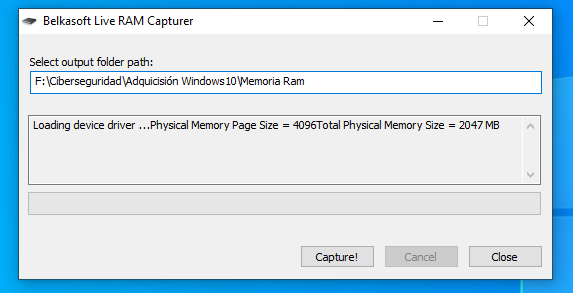 Belkasoft Live RAM Capturer
Select output folder path:
F:\Ciberseguridad\Adquicisión Windows10\Memoria Ram
Loading device driver ...Physical Memory Page Size = 4096Total Physical Memory Size = 2047 MB
Capture!
Cancel
Close